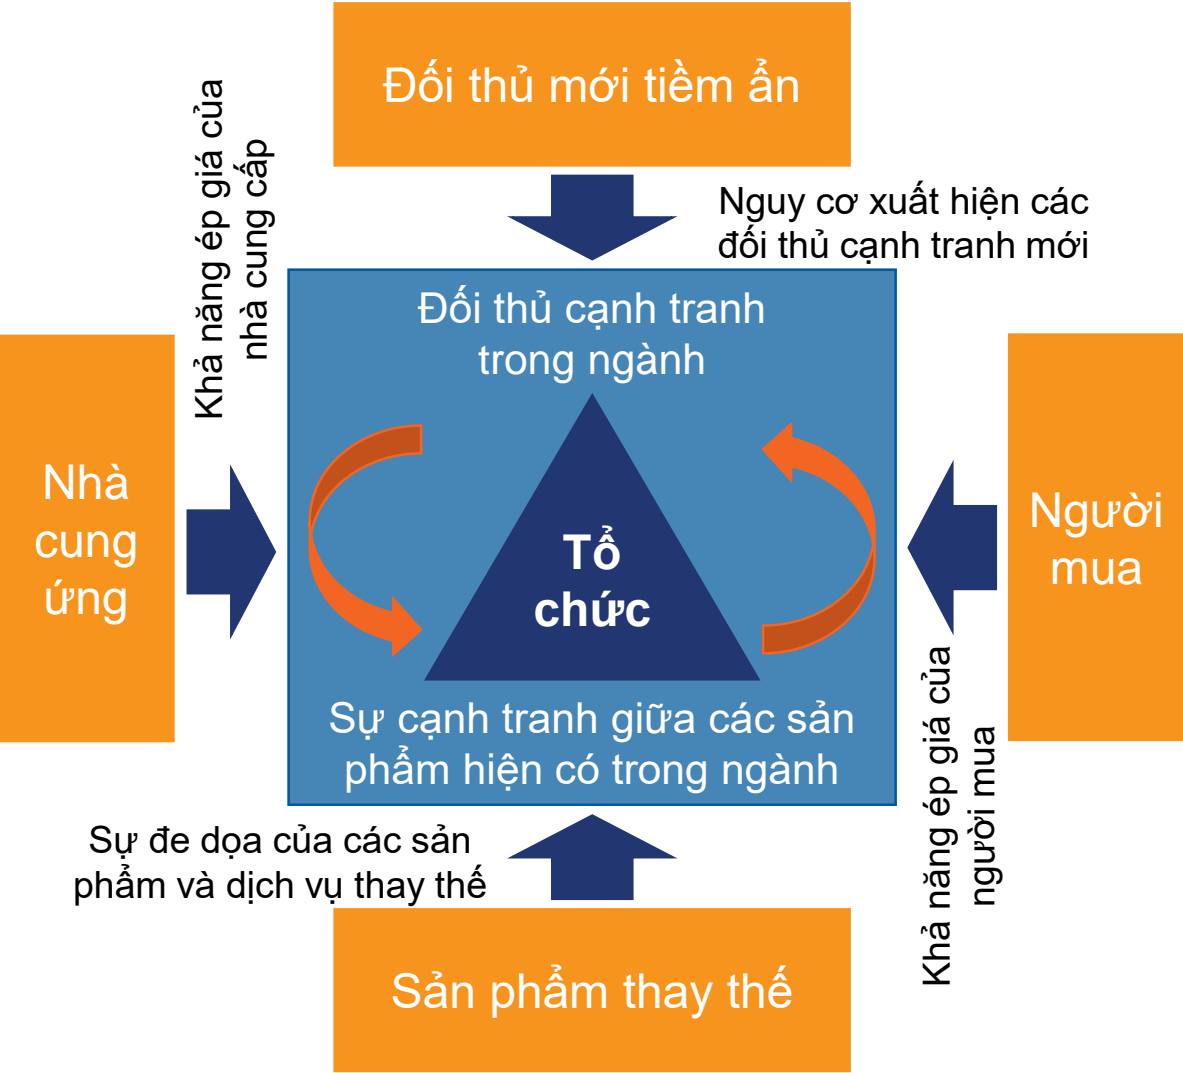 Đối thủ mới tiềm ẩn
Khả năng ép giá của
nhà cung cấp
Nguy cơ xuất hiện các
đối thủ cạnh tranh mới
Đối thủ cạnh tranh
trong ngành
Nhà
cung
ứng
Tổ
chức
Người
mua
Sự cạnh tranh giữa các sản
phẩm hiện có trong ngành
Khả năng ép giá của
người mua
Sự đe dọa của các sản
phẩm và dịch vụ thay thế
Sản phẩm thay thế